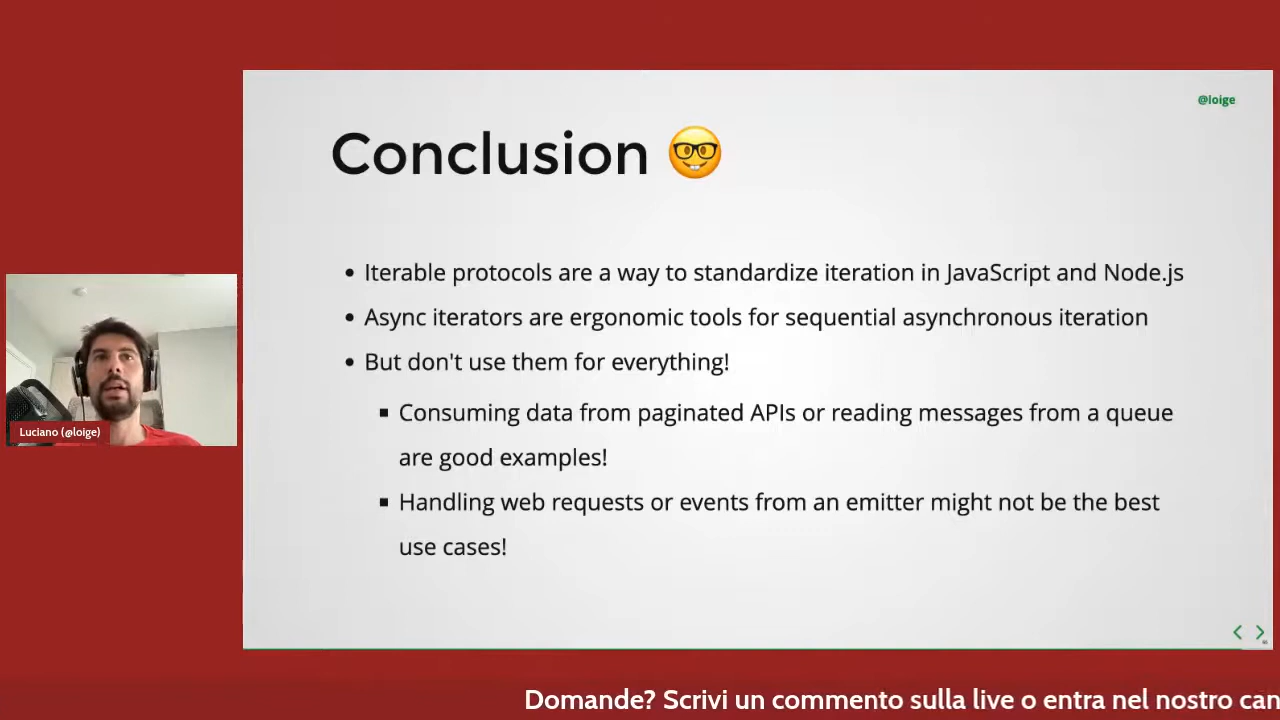 @loige
Conclusion 🤓
• Iterable protocols are a way to standardize iteration in JavaScript and Node.js
• Async iterators are ergonomic tools for sequential asynchronous iteration
• But don't use them for everything!
▪ Consuming data from paginated APIs or reading messages from a queue
are good examples!
▪ Handling web requests or events from an emitter might not be the best
use cases!
Luciano (@loige)
Domande? Scrivi un commento sulla live o entra nel nostro can